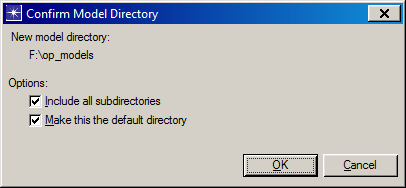 Confirm Model Directory
New model directory:
F:\op_models
Options:
Include all subdirectories
Make this the default directory
OK
Cancel